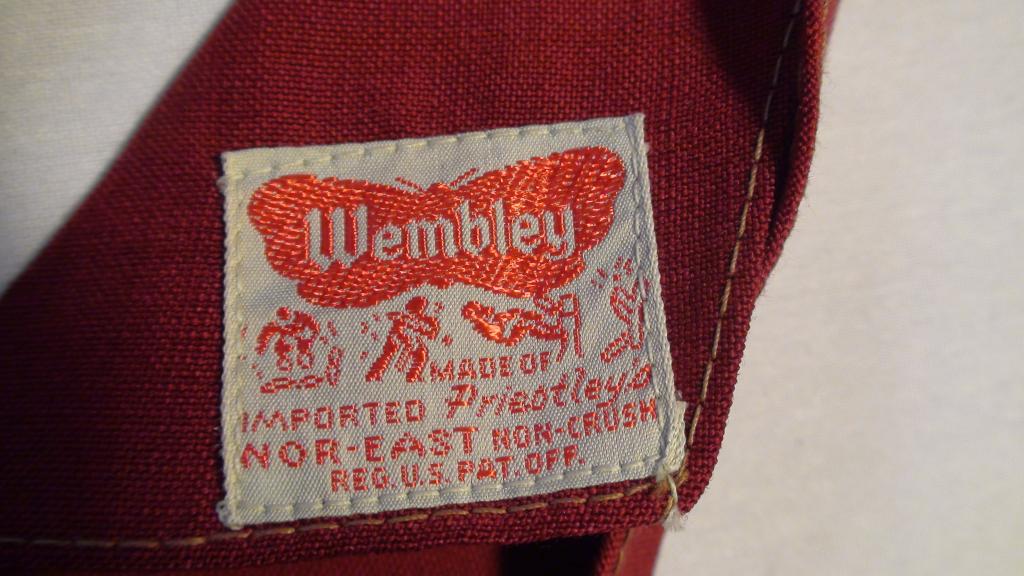 Wembley
MADE OF
IMPORTED Priestley's
NOR-EAST NON-CRUSH
REG. U.S. PAT. OFF.